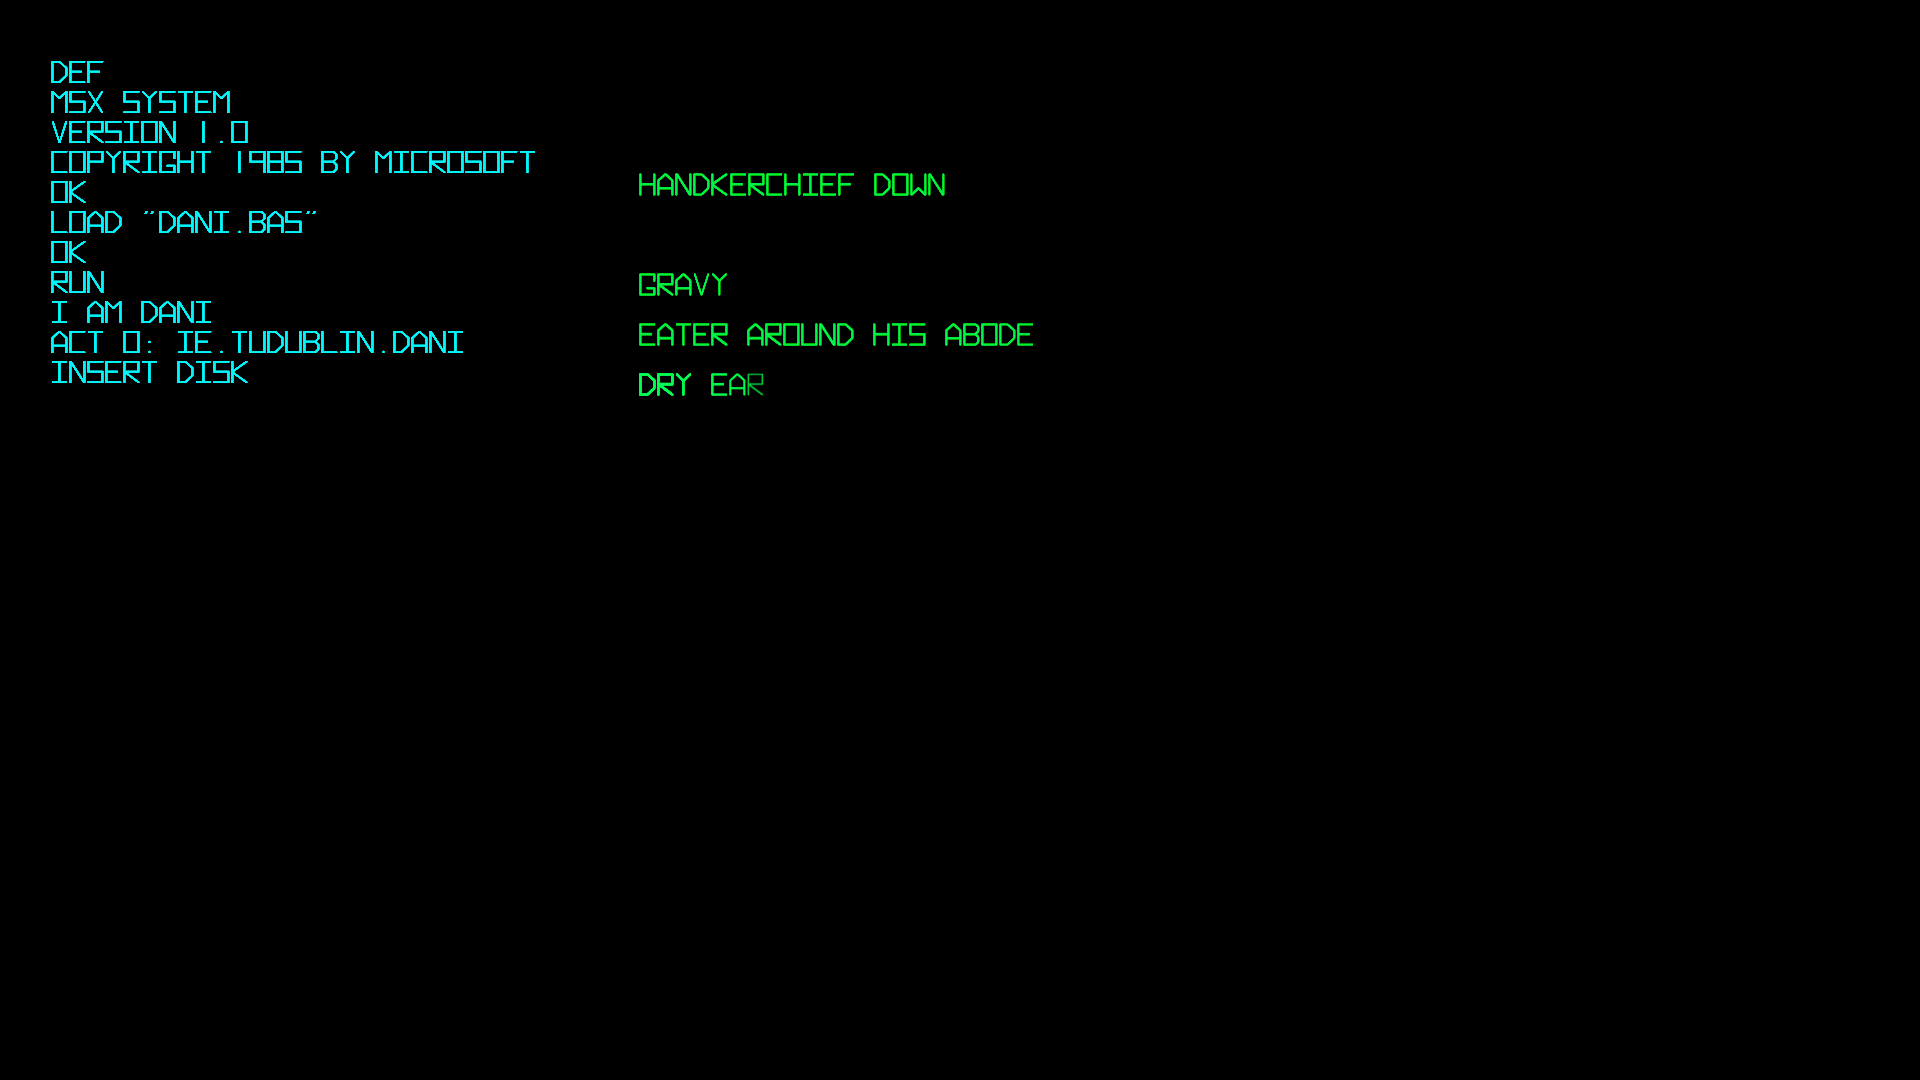 DEF
MSX SYSTEM
VERSION 1.0
COPYRIGHT 1985 BY MICROSOFT
OK
LOAD "DANI.BAS"
OK
RUN
I AM DANI
ACT 0: IE.TUDUBLIN.DANI
INSERT DISK
HANDKERCHIEF DOWN
GRAVY
EATER AROUND HIS ABODE
DRY EAR